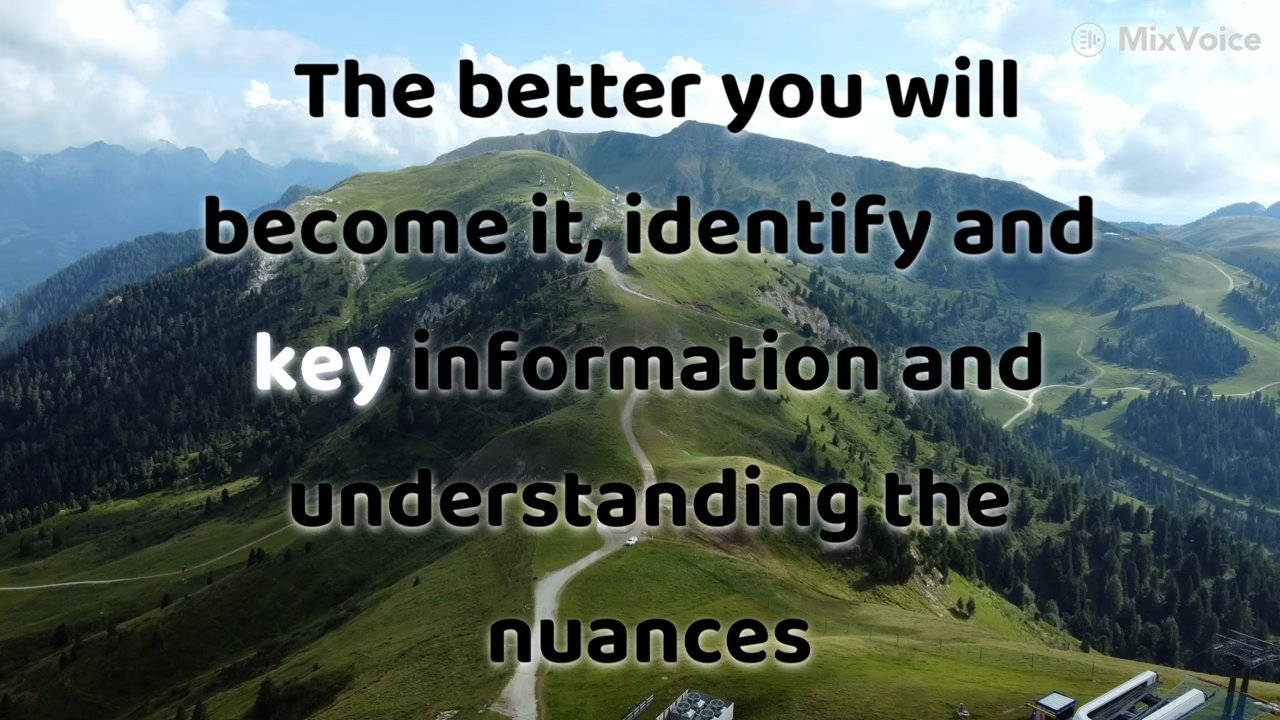 MixVoice
The better you will
become it, identify and
key information and
understanding the
nuances